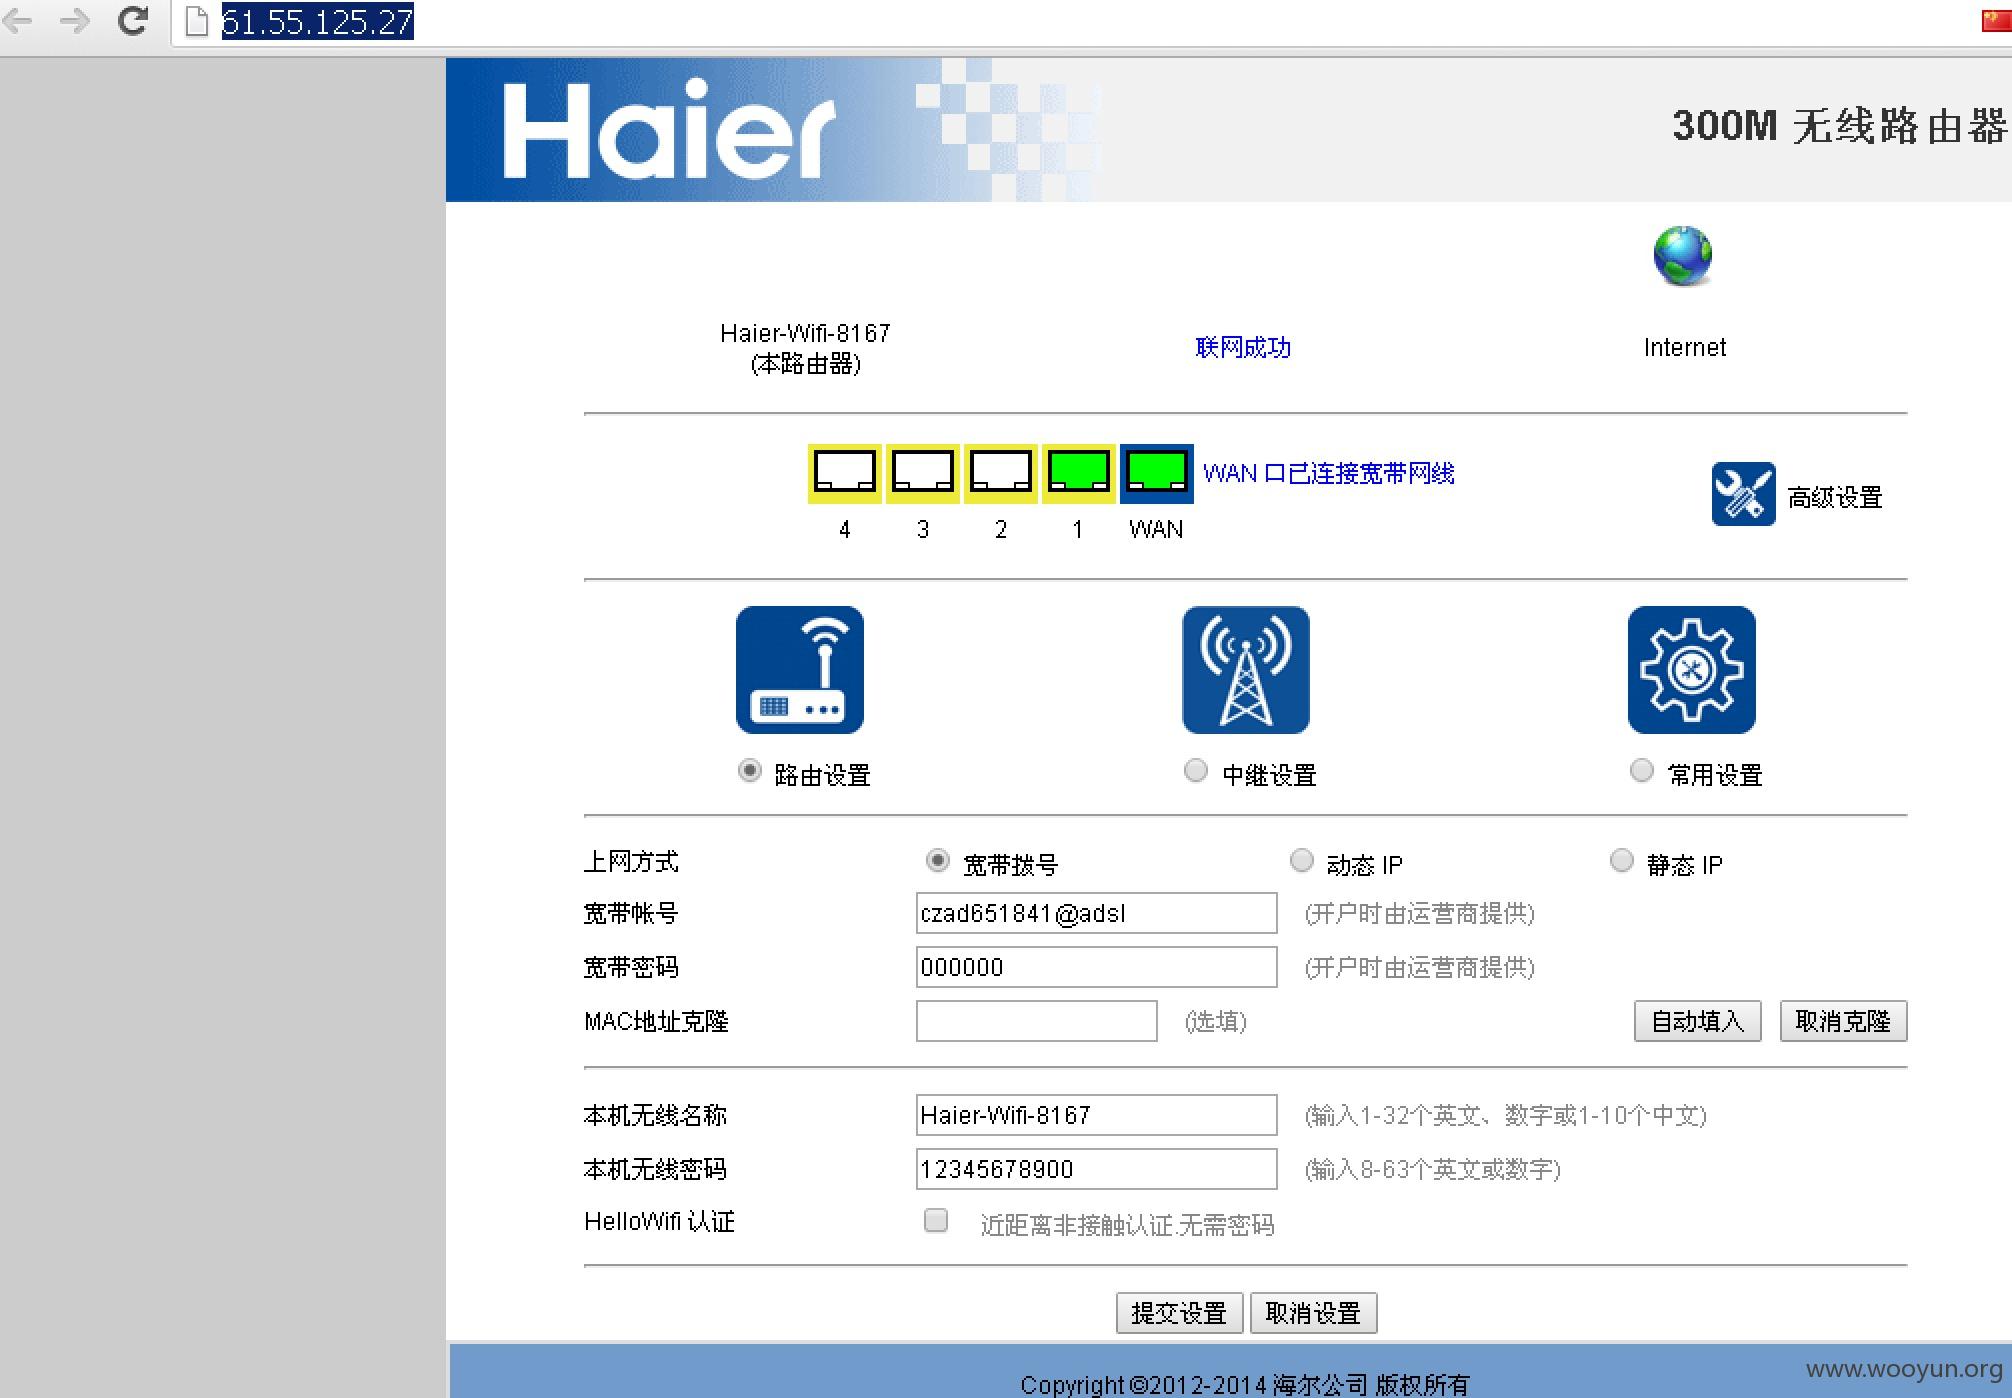 61.55.125.27
Haier
300M 无线路由器
Haier-Wifi-8167
(本路由器)
联网成功
Internet
WAN 口已连接宽带网线
高级设置
4 3 2 1 WAN
路由设置 中继设置 常用设置
上网方式 宽带拨号 动态 IP 静态 IP
宽带帐号 czad651841@adsl (开户时由运营商提供)
宽带密码 000000 (开户时由运营商提供)
MAC地址克隆 (选填) 自动填入 取消克隆
本机无线名称 Haier-Wifi-8167 (输入1-32个英文、数字或1-10个中文)
本机无线密码 12345678900 (输入8-63个英文或数字)
HelloWifi 认证 近距离非接触认证.无需密码
提交设置 取消设置
Copyright ©2012-2014 海尔公司 版权所有
www.wooyun.org